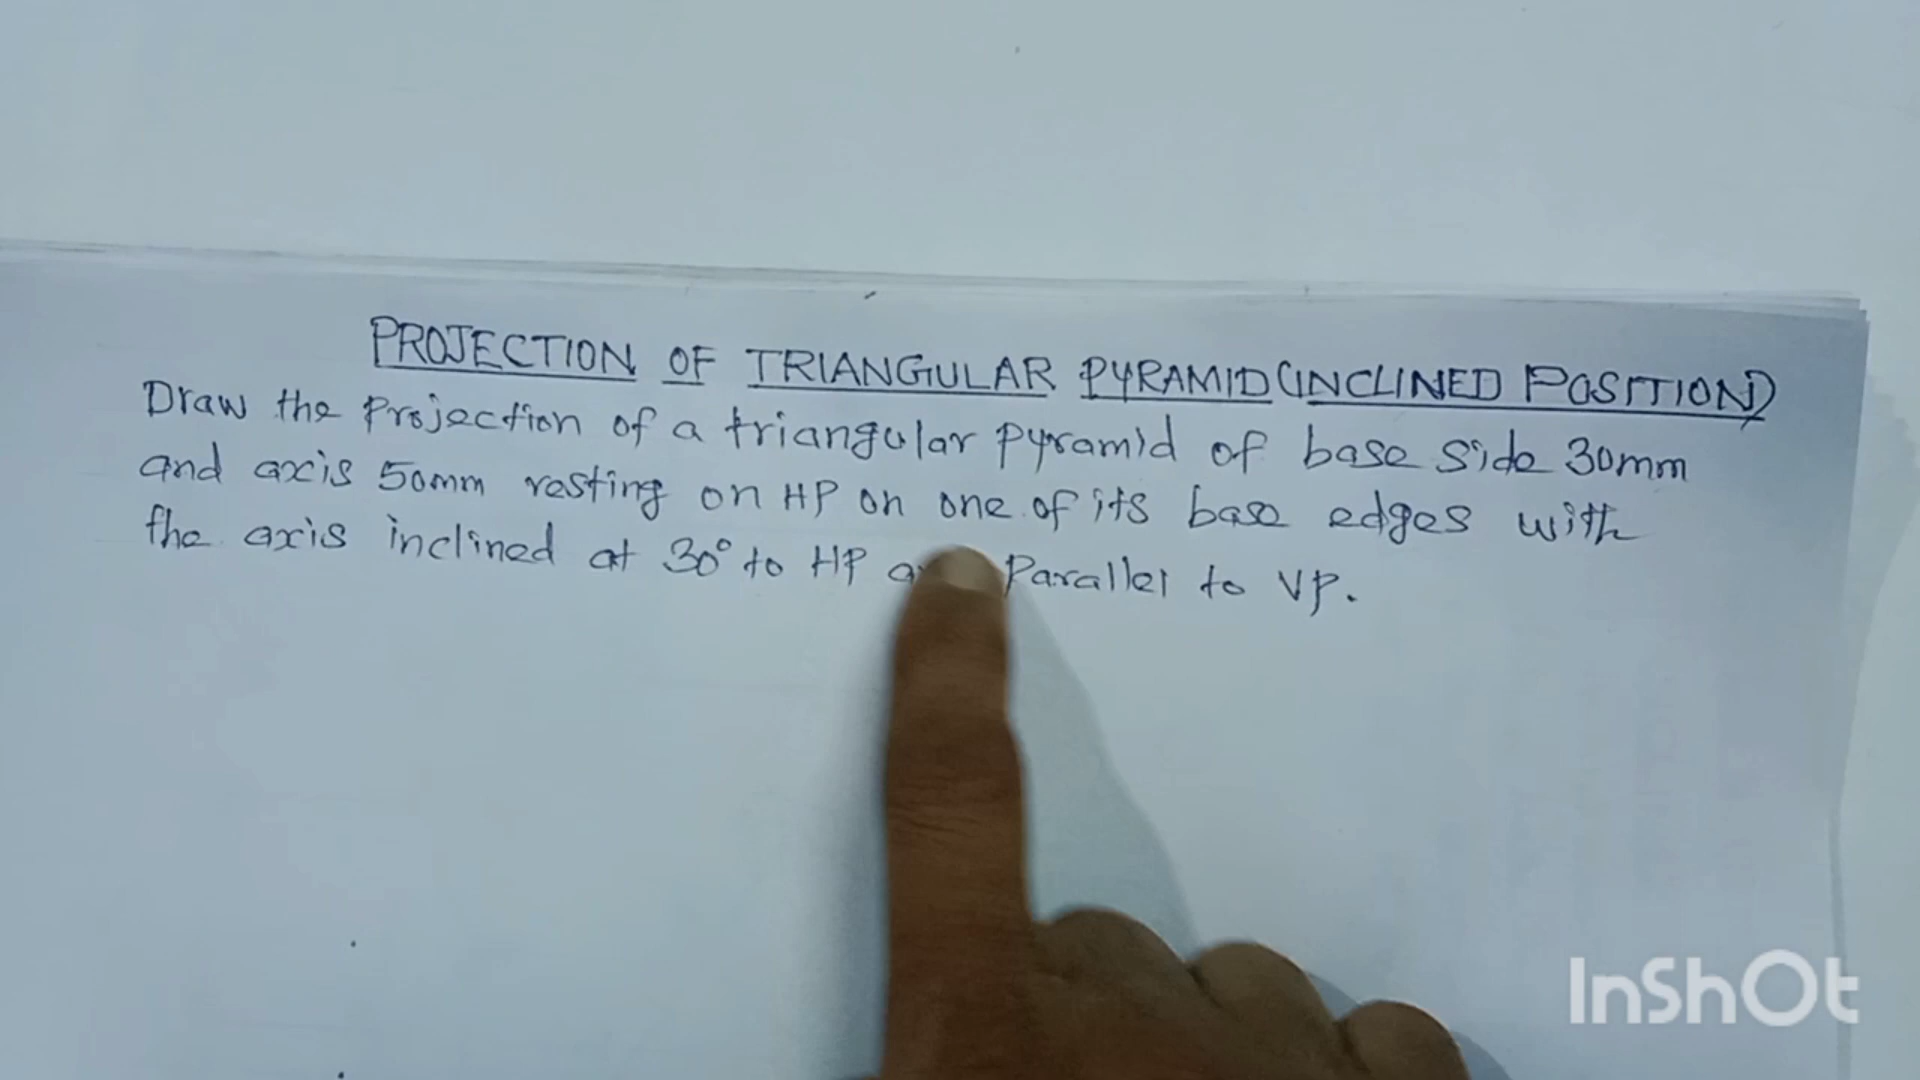 PROJECTION OF TRIANGULAR PYRAMID (INCLINED POSITION)
Draw the projection of a triangular pyramid of base side 30mm
and axis 50mm resting on HP on one of its base edges with
the axis inclined at 30° to HP Parallel to VP.
InShOt